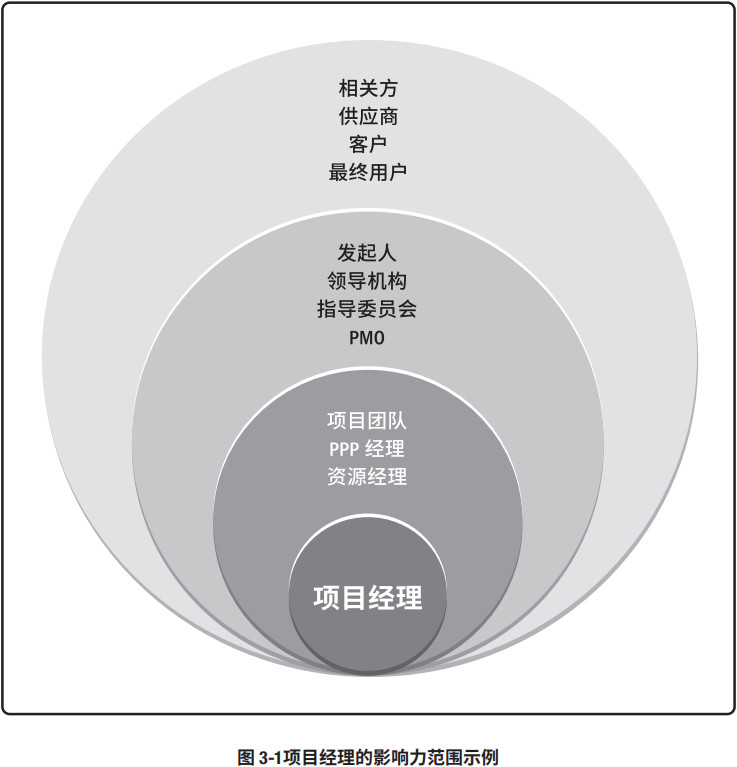 相关方
供应商
客户
最终用户
发起人
领导机构
指导委员会
PMO
项目团队
PPP 经理
资源经理
项目经理
图 3-1项目经理的影响力范围示例